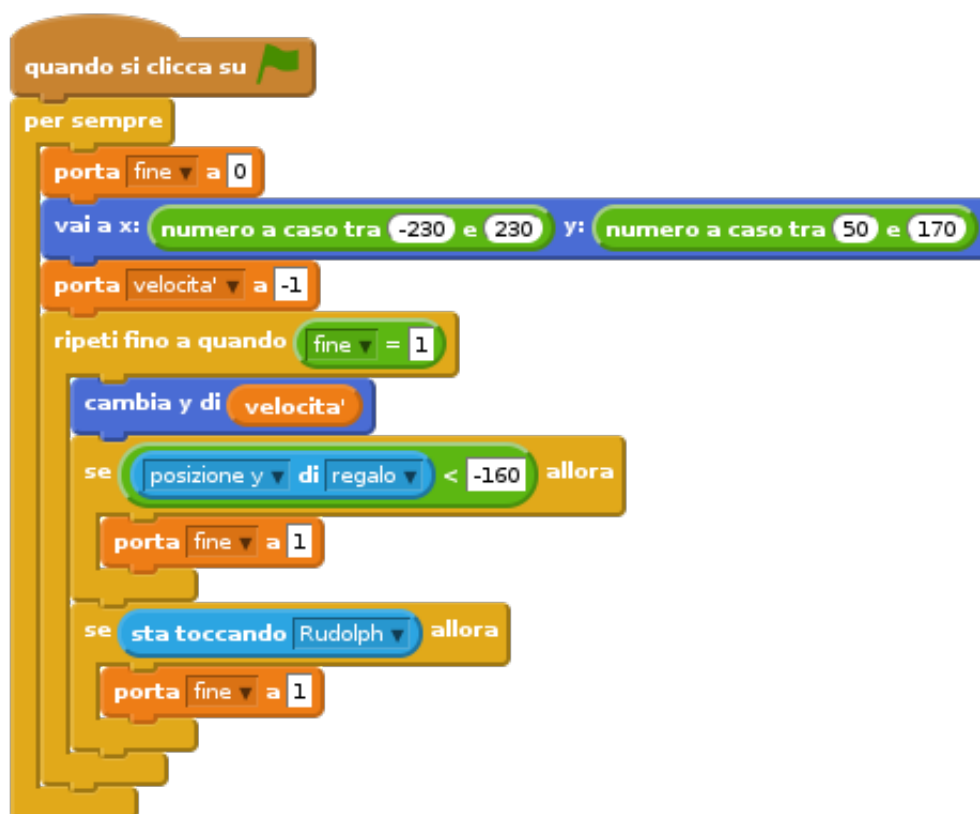 quando si clicca su
per sempre
porta fine a 0
vai a x: numero a caso tra -230 e 230 y: numero a caso tra 50 e 170
porta velocita' a -1
ripeti fino a quando fine = 1
cambia y di velocita'
se posizione y di regalo < -160 allora
porta fine a 1
se sta toccando Rudolph allora
porta fine a 1